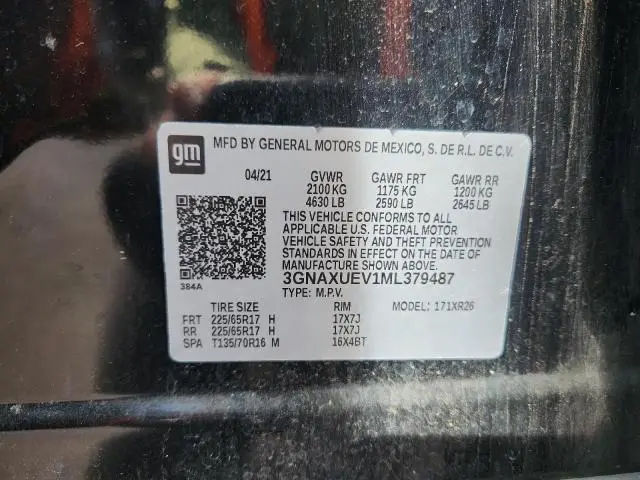 gm
MFD BY GENERAL MOTORS DE MEXICO, S. DE R.L. DE C.V.
04/21 GVWR GAWR FRT GAWR RR
2100 KG 1175 KG 1200 KG
4630 LB 2590 LB 2645 LB
THIS VEHICLE CONFORMS TO ALL
APPLICABLE U.S. FEDERAL MOTOR
VEHICLE SAFETY AND THEFT PREVENTION
STANDARDS IN EFFECT ON THE DATE OF
MANUFACTURE SHOWN ABOVE.
384A
3GNAXUEV1ML379487
TYPE: M.P.V. MODEL: 171XR26
TIRE SIZE RIM
FRT 225/65R17 H 17X7J
RR 225/65R17 H 17X7J
SPA T135/70R16 M 16X4BT